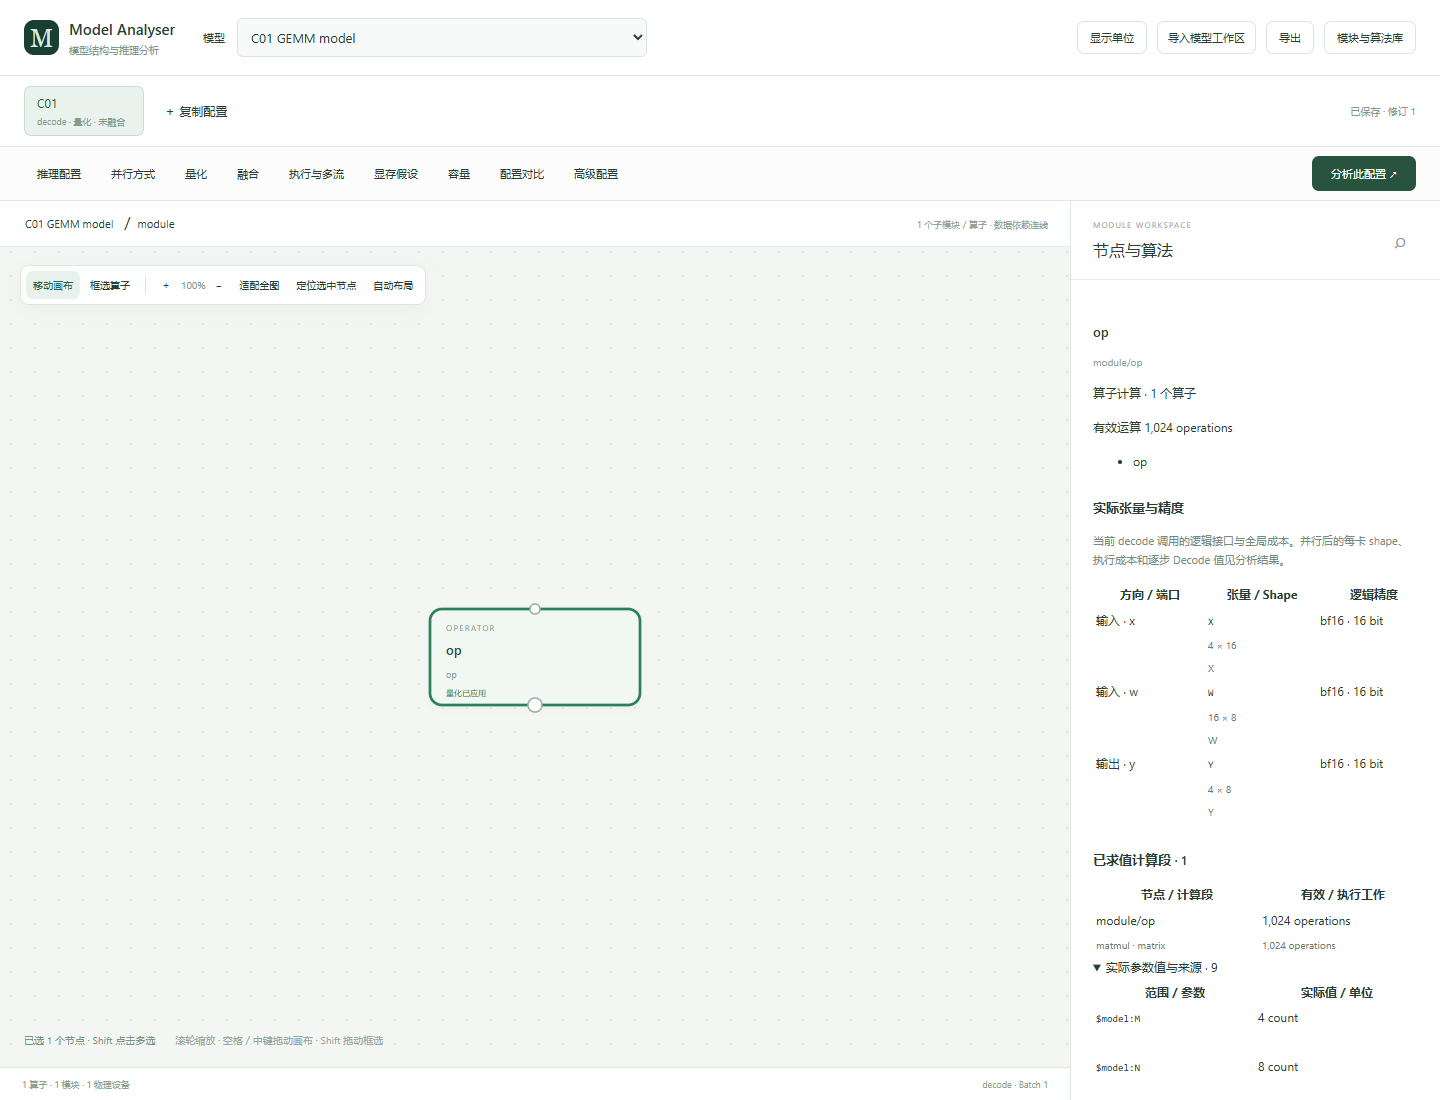 M
Model Analyser
模型结构与推理分析
模型
C01 GEMM model
显示单位
导入模型工作区
导出
模块与算法库
C01
decode · 量化 · 未融合
+ 复制配置
已保存 · 修订 1
推理配置
并行方式
量化
融合
执行与多流
显存假设
容量
配置对比
高级配置
分析此配置 ↗
C01 GEMM model / module
1 个子模块 / 算子 · 数据依赖连线
MODULE WORKSPACE
节点与算法
移动画布
框选算子
+ 100% −
适配全图
定位选中节点
自动布局
op
module/op
算子计算 · 1 个算子
有效运算 1,024 operations
• op
实际张量与精度
当前 decode 调用的逻辑接口与全局成本。并行后的每卡 shape、
执行成本和逐步 Decode 值见分析结果。
方向 / 端口 张量 / Shape 逻辑精度
输入 · x X bf16 · 16 bit
4 × 16
X
输入 · w W bf16 · 16 bit
16 × 8
W
输出 · y Y bf16 · 16 bit
4 × 8
Y
OPERATOR
op
op
量化已应用
已求值计算段 · 1
节点 / 计算段 有效 / 执行工作
module/op 1,024 operations
matmul · matrix 1,024 operations
▼ 实际参数值与来源 · 9
范围 / 参数 实际值 / 单位
$model:M 4 count
$model:N 8 count
已选 1 个节点 · Shift 点击多选
滚轮缩放 · 空格 / 中键拖动画布 · Shift 拖动框选
1 算子 · 1 模块 · 1 物理设备
decode · Batch 1